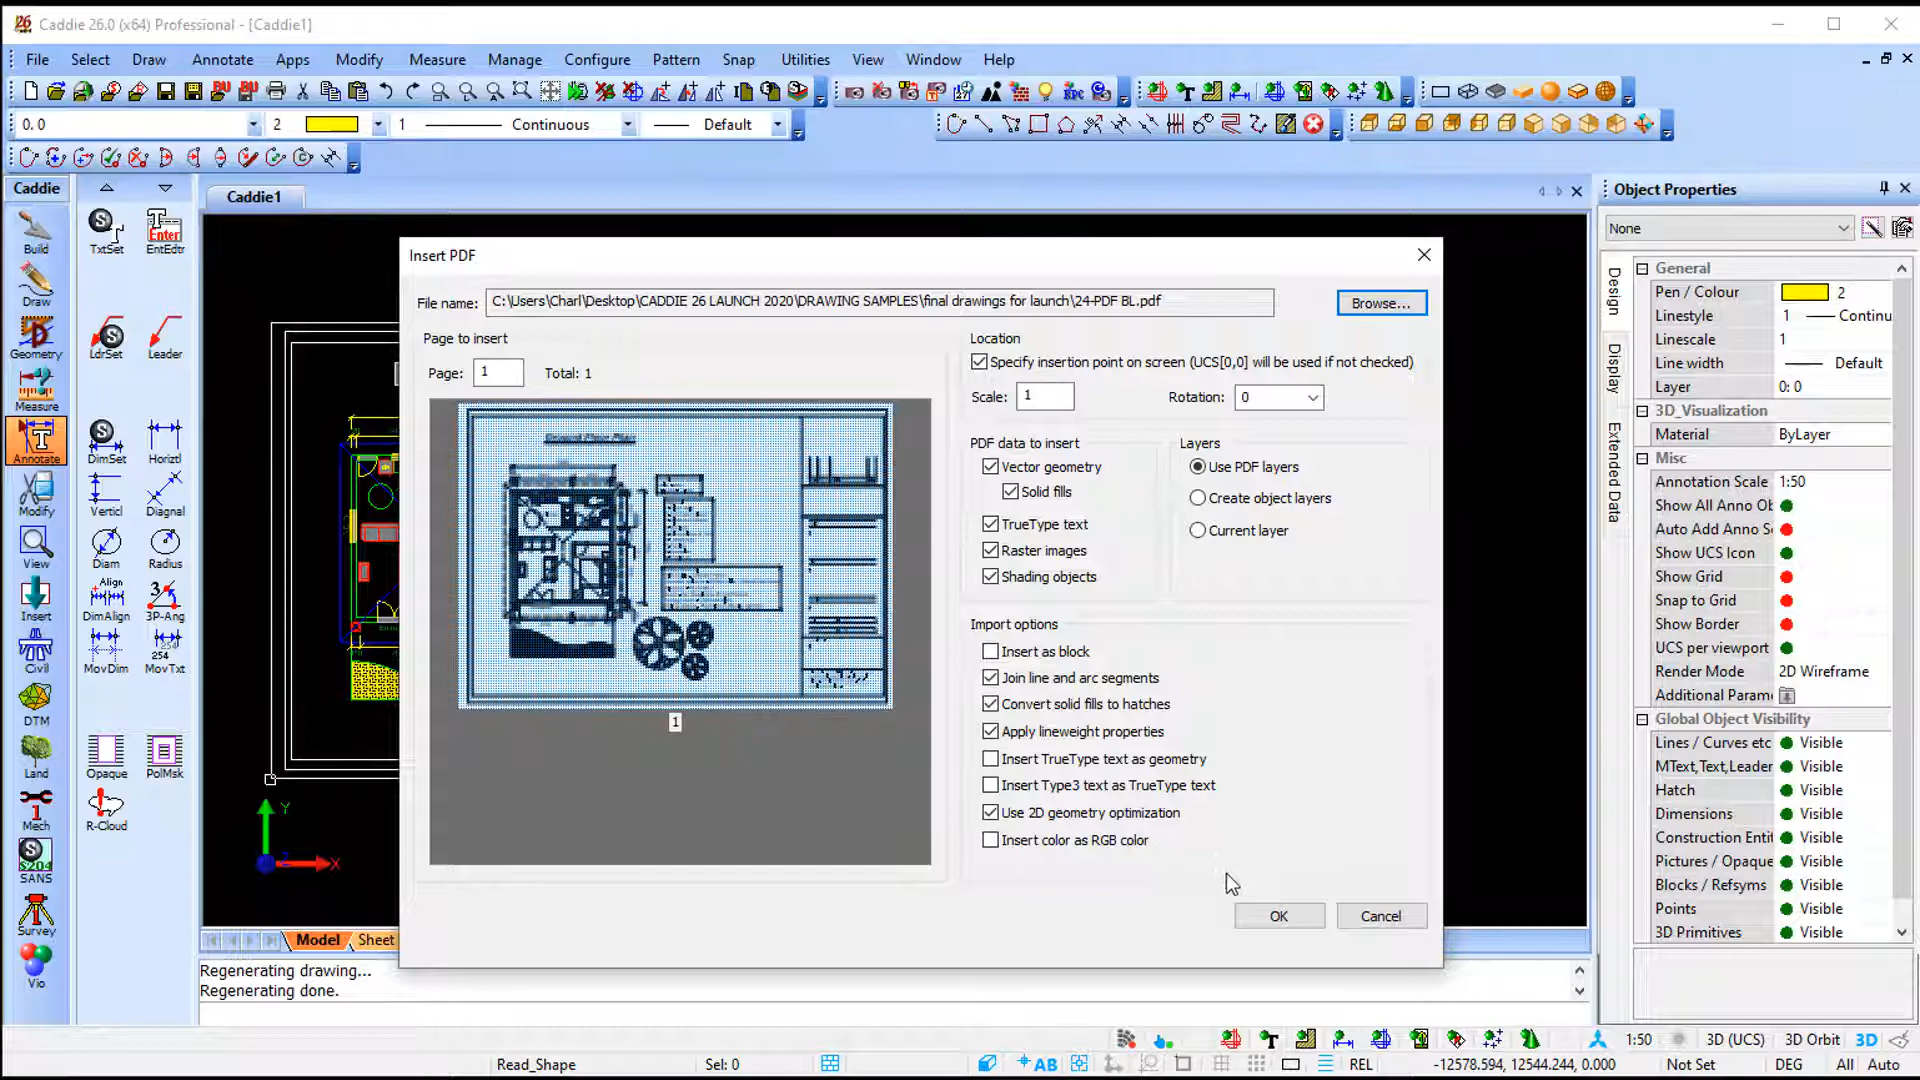 Caddie 26.0 (x64) Professional - [Caddie1]
File Select Draw Annotate Apps Modify Measure Manage Configure Pattern Snap Utilities View Window Help
0. 0 2 1 Continuous Default
Caddie
Caddie1
Object Properties
TxtSet EntEdtr
Build
None
Design
Display
Extended Data
General
Pen / Colour 2
Linestyle 1 Continu
Linescale 1
Line width Default
Layer 0: 0
3D_Visualization
Material ByLayer
Misc
Annotation Scale 1:50
Show All Anno Ob
Auto Add Anno S
Show UCS Icon
Show Grid
Snap to Grid
Show Border
UCS per viewport
Render Mode 2D Wireframe
Additional Parame
Global Object Visibility
Lines / Curves etc Visible
MText,Text,Leader Visible
Hatch Visible
Dimensions Visible
Construction Entit Visible
Pictures / Opaque Visible
Blocks / Refsyms Visible
Points Visible
3D Primitives Visible
Draw
Geometry LdrSet Leader
Measure
Annotate DimSet Horiztl
Modify Verticl Diagnal
View Diam Radius
Insert DimAlign 3P-Ang
Civil MovDim MovTxt
DTM
Land Opaque PolMsk
Mech R-Cloud
SANS
Survey
Vio
Insert PDF
File name: C:\Users\Charl\Desktop\CADDIE 26 LAUNCH 2020\DRAWING SAMPLES\final drawings for launch\24-PDF BL.pdf Browse...
Page to insert
Page: 1 Total: 1
Ground Floor Plan
1
Location
Specify insertion point on screen (UCS[0,0] will be used if not checked)
Scale: 1 Rotation: 0
PDF data to insert
Vector geometry
Solid fills
TrueType text
Raster images
Shading objects
Layers
Use PDF layers
Create object layers
Current layer
Import options
Insert as block
Join line and arc segments
Convert solid fills to hatches
Apply lineweight properties
Insert TrueType text as geometry
Insert Type3 text as TrueType text
Use 2D geometry optimization
Insert color as RGB color
OK Cancel
Y
X
Model Sheet
Regenerating drawing...
Regenerating done.
1:50 3D (UCS) 3D Orbit 3D
Read_Shape Sel: 0 AB REL -12578.594, 12544.244, 0.000 Not Set DEG All Auto